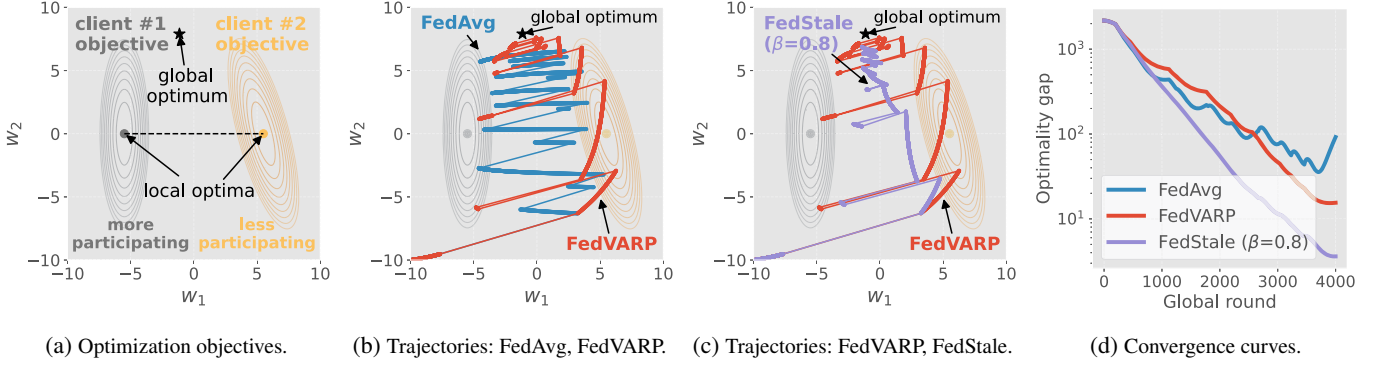 client #1
objective
client #2
objective
global
optimum
local optima
more
participating
less
participating
10
5
0
−5
−10
−10
−5
0
5
10
w2
w1
(a) Optimization objectives.
FedAvg
global optimum
FedVARP
10
5
0
−5
−10
−10
−5
0
5
10
w2
w1
(b) Trajectories: FedAvg, FedVARP.
FedStale
(β=0.8)
global optimum
FedVARP
10
5
0
−5
−10
−10
−5
0
5
10
w2
w1
(c) Trajectories: FedVARP, FedStale.
Optimality gap
10³
10²
10¹
FedAvg
FedVARP
FedStale (β=0.8)
0
1000
2000
3000
4000
Global round
(d) Convergence curves.